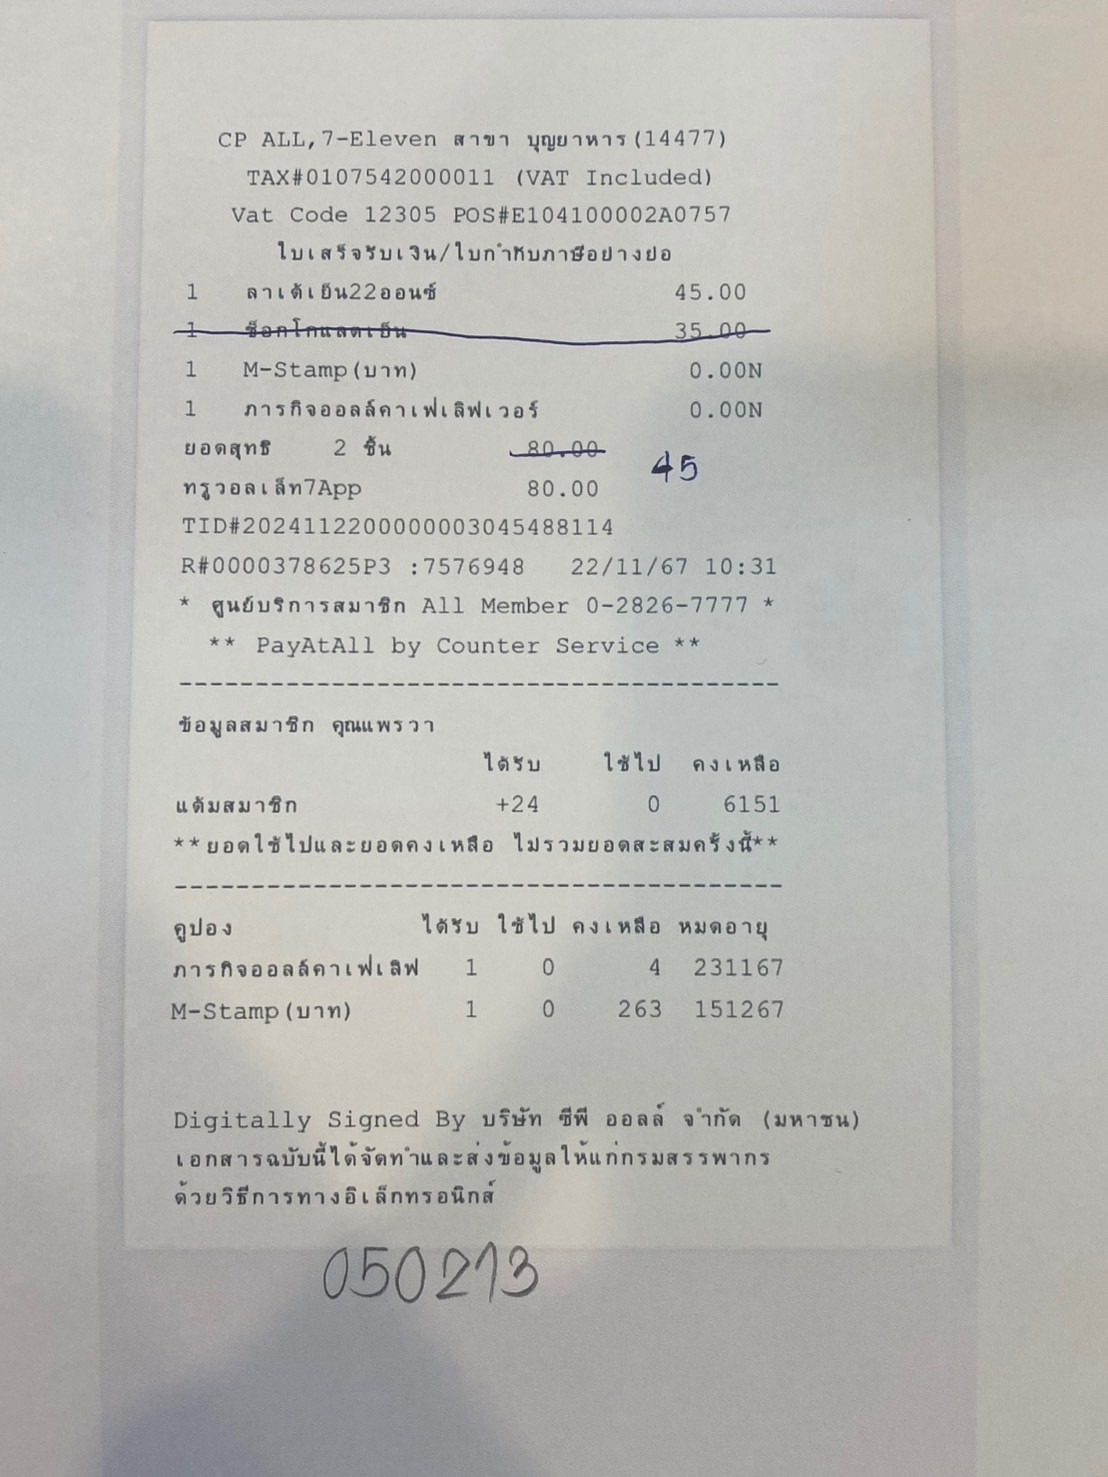 CP ALL,7-Eleven สาขา บุญยาหาร(14477)
TAX#0107542000011 (VAT Included)
Vat Code 12305 POS#E104100002A0757
ใบเสร็จรับเงิน/ใบกำกับภาษีอย่างย่อ
1 ลาเต้เย็น22ออนซ์ 45.00
1 ช็อกโกแลตเย็น 35.00
1 M-Stamp(บาท) 0.00N
1 ภารกิจออลล์คาเฟ่เลิฟเวอร์ 0.00N
ยอดสุทธิ 2 ชิ้น 80.00 45
ทรูวอลเล็ท7App 80.00
TID#2024112200000003045488114
R#0000378625P3 :7576948 22/11/67 10:31
* ศูนย์บริการสมาชิก All Member 0-2826-7777 *
** PayAtAll by Counter Service **
---------------------------------------
ข้อมูลสมาชิก คุณแพรวา
ได้รับ ใช้ไป คงเหลือ
แต้มสมาชิก +24 0 6151
**ยอดใช้ไปและยอดคงเหลือ ไม่รวมยอดสะสมครั้งนี้**
---------------------------------------
คูปอง ได้รับ ใช้ไป คงเหลือ หมดอายุ
ภารกิจออลล์คาเฟ่เลิฟ 1 0 4 231167
M-Stamp(บาท) 1 0 263 151267
Digitally Signed By บริษัท ซีพี ออลล์ จำกัด (มหาชน)
เอกสารฉบับนี้ได้จัดทำและส่งข้อมูลให้แก่กรมสรรพากร
ด้วยวิธีการทางอิเล็กทรอนิกส์
050213